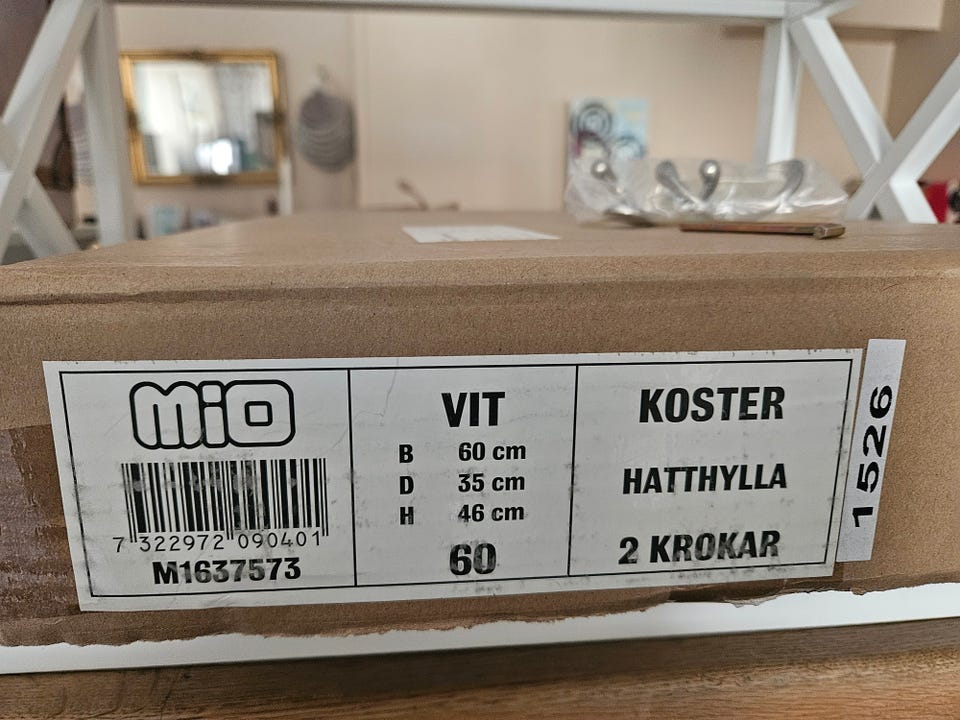 MiO
7 322972 090401
M1637573
VIT
B 60 cm
D 35 cm
H 46 cm
60
KOSTER
HATTHYLLA
2 KROKAR
1526